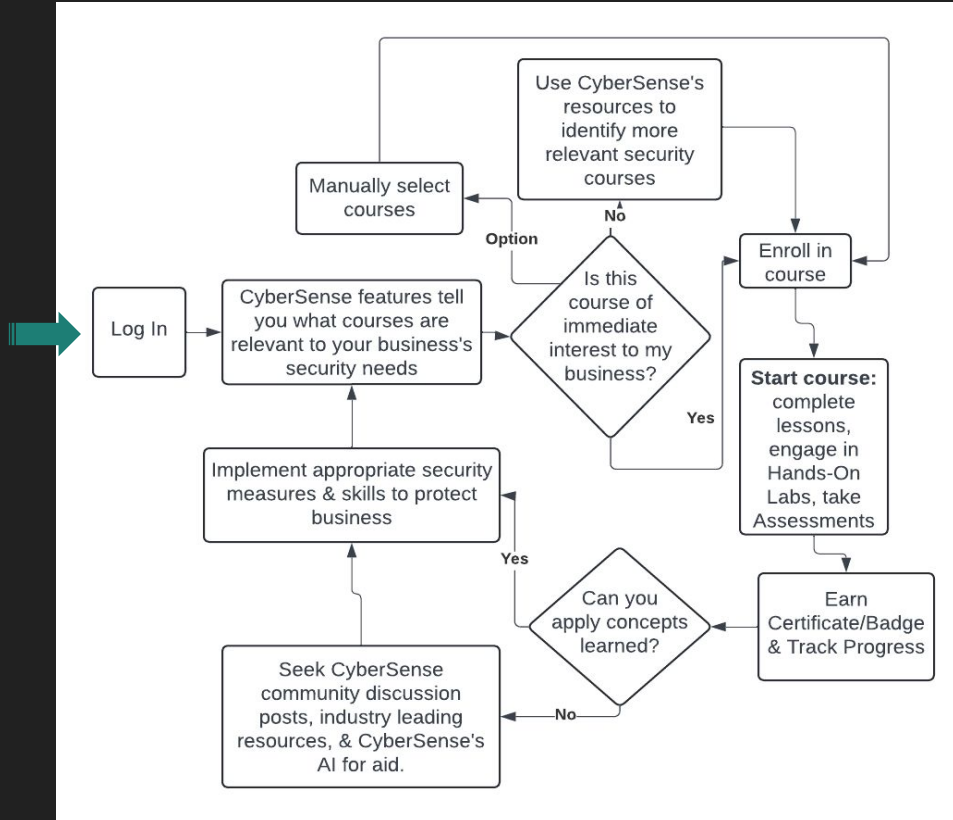 Use CyberSense's
resources to
identify more
relevant security
courses
Manually select
courses
No
Option
Enroll in
course
Log In
CyberSense features tell
you what courses are
relevant to your business's
security needs
Is this
course of
immediate
interest to my
business?
Yes
Start course:
complete
lessons,
engage in
Hands-On
Labs, take
Assessments
Implement appropriate security
measures & skills to protect
business
Yes
Can you
apply concepts
learned?
Earn
Certificate/Badge
& Track Progress
Seek CyberSense
community discussion
posts, industry leading
resources, & CyberSense's
AI for aid.
No